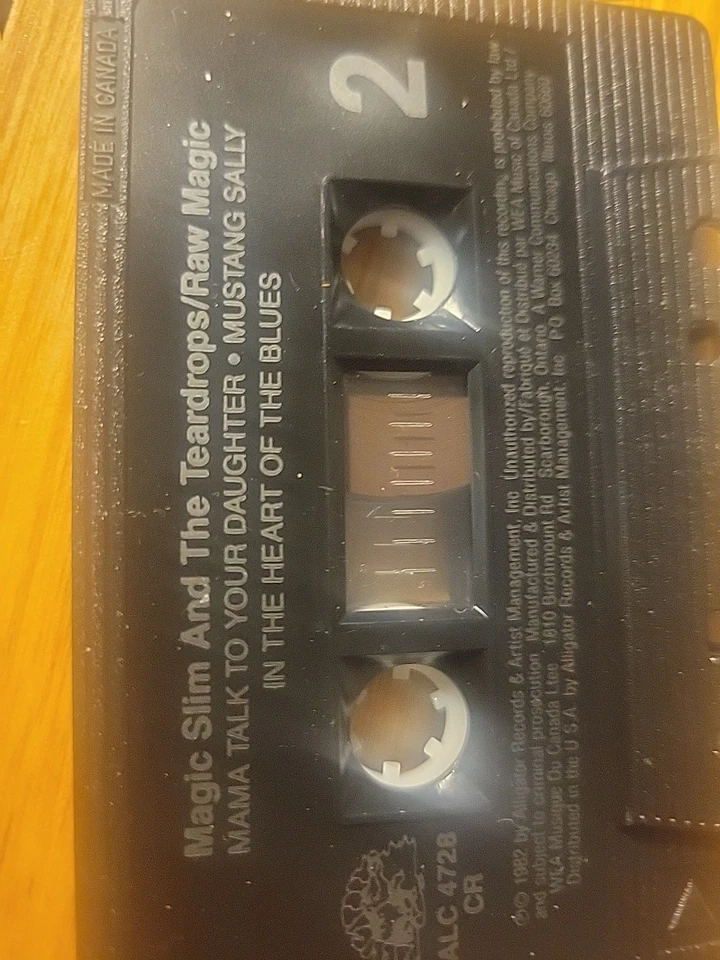 MADE IN CANADA
2
Magic Slim And The Teardrops/Raw Magic
MAMA TALK TO YOUR DAUGHTER • MUSTANG SALLY
IN THE HEART OF THE BLUES
ALC 4728
CR
℗© 1982 by Alligator Records & Artist Management, Inc Unauthorized reproduction of this recording is prohibited by law
and subject to criminal prosecution Manufactured & Distributed by/Fabriqué et Distribué par WEA Music of Canada Ltd /
WEA Musique Du Canada Ltee 1810 Birchmount Rd Scarborough, Ontario A Warner Communications Company
Distributed in the U S A. by Alligator Records & Artist Management, Inc PO Box 60234 Chicago, Illinois 60660